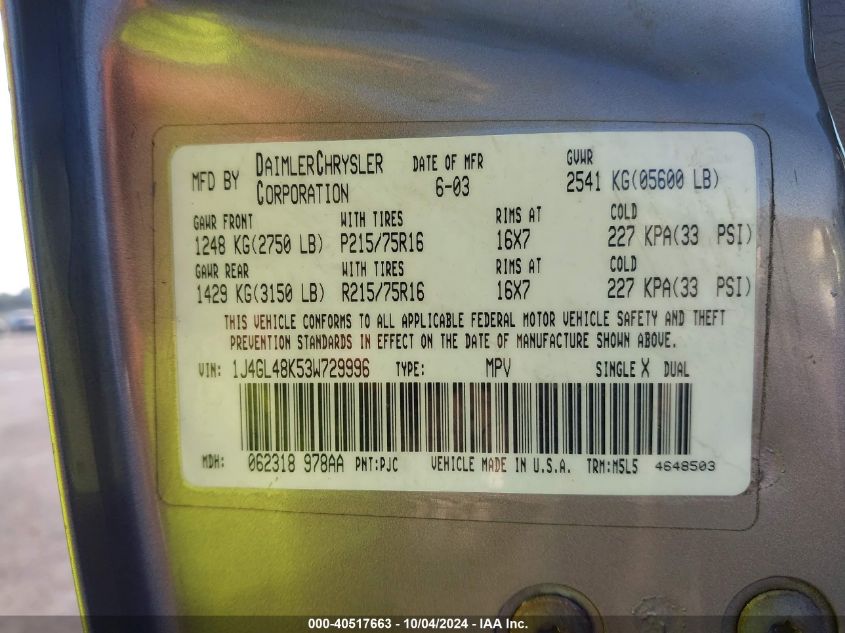 MFD BY DAIMLERCHRYSLER CORPORATION DATE OF MFR 6-03 GVWR 2541 KG(05600 LB)
GAWR FRONT WITH TIRES RIMS AT COLD
1248 KG(2750 LB) P215/75R16 16X7 227 KPA(33 PSI)
GAWR REAR WITH TIRES RIMS AT COLD
1429 KG(3150 LB) R215/75R16 16X7 227 KPA(33 PSI)
THIS VEHICLE CONFORMS TO ALL APPLICABLE FEDERAL MOTOR VEHICLE SAFETY AND THEFT
PREVENTION STANDARDS IN EFFECT ON THE DATE OF MANUFACTURE SHOWN ABOVE.
VIN: 1J4GL48K53W729996 TYPE: MPV SINGLE X DUAL
MDH: 062318 978AA PNT:PJC VEHICLE MADE IN U.S.A. TRM:M5L5 4648503
000-40517663 - 10/04/2024 - IAA Inc.